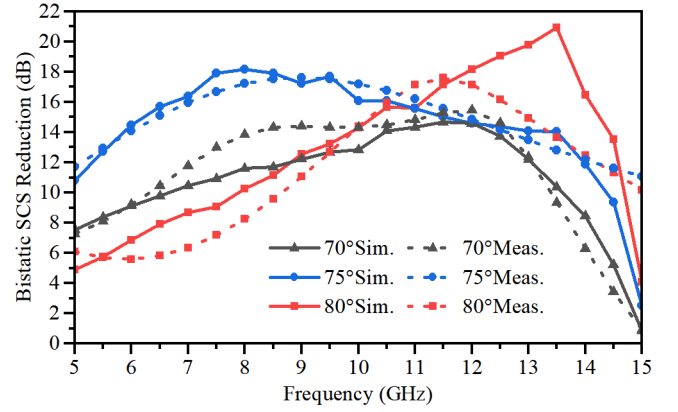 Bistatic SCS Reduction (dB)
22
20
18
16
14
12
10
8
6
4
2
0
70°Sim. 70°Meas.
75°Sim. 75°Meas.
80°Sim. 80°Meas.
5 6 7 8 9 10 11 12 13 14 15
Frequency (GHz)